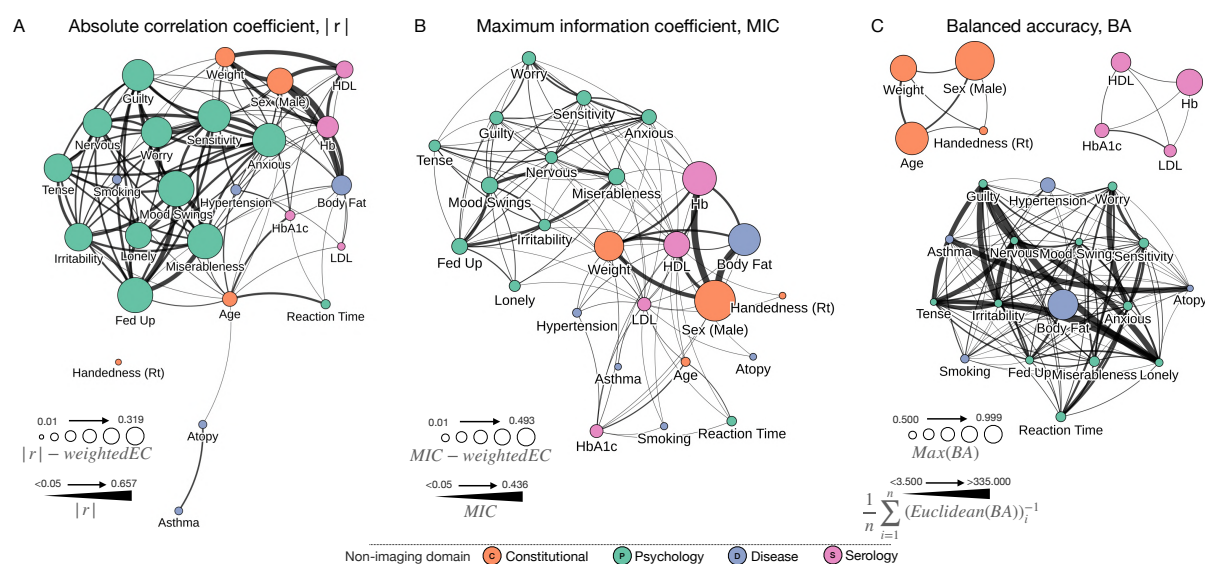 A
Absolute correlation coefficient, | r |
Weight
HDL
Guilty
Sex (Male)
Nervous
Worry
Sensitivity
Hb
Anxious
Tense
Smoking
Mood Swings
Hypertension
Body Fat
HbA1c
Irritability
Lonely
Miserableness
LDL
Fed Up
Age
Reaction Time
Handedness (Rt)
Atopy
Asthma
0.01
0.319
|r| − weightedEC
<0.05
0.657
|r|
B
Maximum information coefficient, MIC
Worry
Sensitivity
Guilty
Anxious
Tense
Nervous
Miserableness
Mood Swings
Hb
Irritability
Fed Up
Weight
HDL
Body Fat
Lonely
Hypertension
LDL
Sex (Male)
Handedness (Rt)
Asthma
Age
Atopy
HbA1c
Smoking
Reaction Time
0.01
0.493
MIC − weightedEC
<0.05
0.436
MIC
C
Balanced accuracy, BA
Weight
Sex (Male)
Handedness (Rt)
Age
HDL
Hb
HbA1c
LDL
Guilty
Hypertension
Worry
Asthma
Nervous
Mood Swings
Sensitivity
Atopy
Tense
Irritability
Body Fat
Anxious
Smoking
Fed Up
Miserableness
Lonely
Reaction Time
0.500
0.999
Max(BA)
<3.500
>335.000
1/n ∑ i=1 n (Euclidean(BA)) i −1
Non-imaging domain
C Constitutional
P Psychology
D Disease
S Serology